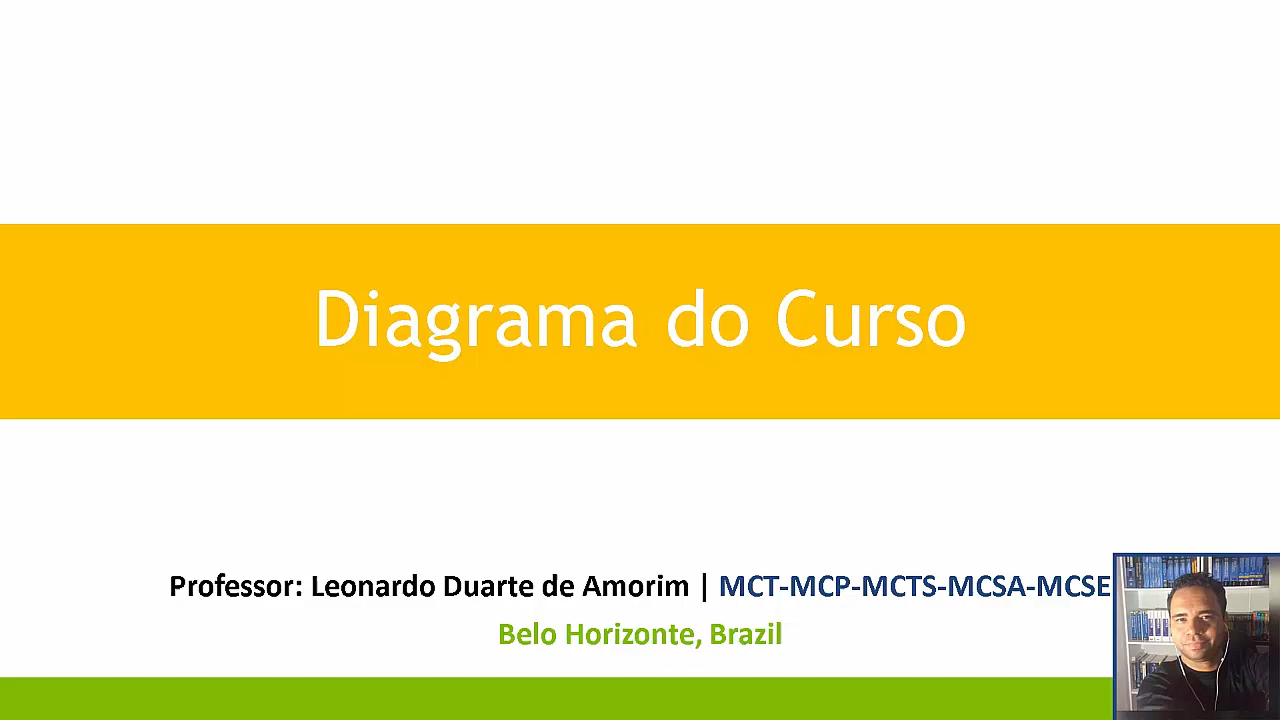 Diagrama do Curso
Professor: Leonardo Duarte de Amorim | MCT-MCP-MCTS-MCSA-MCSE
Belo Horizonte, Brazil